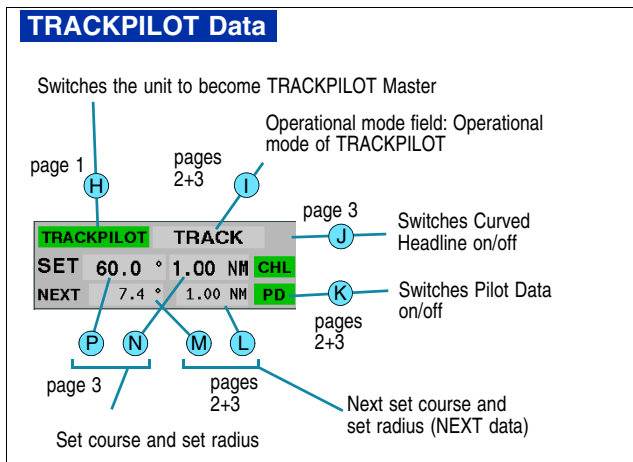 TRACKPILOT Data
Switches the unit to become TRACKPILOT Master
Operational mode field: Operational
mode of TRACKPILOT
page 1
H
pages
2+3
I
page 3
J
Switches Curved
Headline on/off
TRACKPILOT TRACK
SET 60.0 ° 1.00 NM CHL
NEXT 7.4 ° 1.00 NM PD
K
Switches Pilot Data
on/off
pages
2+3
P N M L
page 3
pages
2+3
Next set course and
set radius (NEXT data)
Set course and set radius